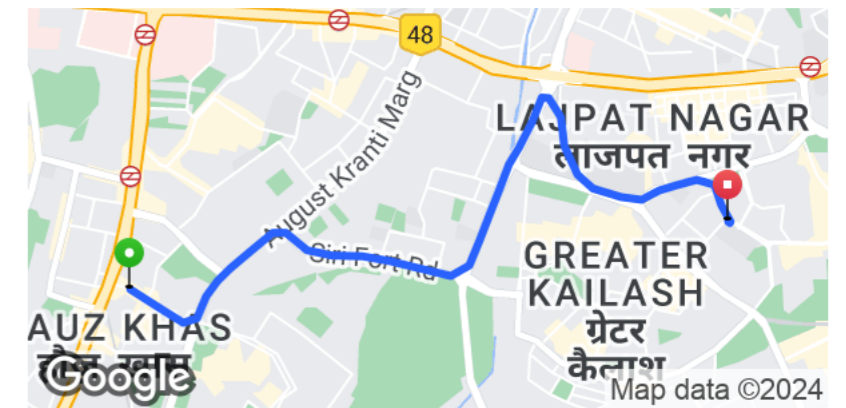 48
August Kranti Marg
LAJPAT NAGAR
लाजपत नगर
Siri Fort Rd
GREATER
KAILASH
ग्रेटर
कैलाश
AUZ KHAS
हौज़ खास
Google
Map data ©2024